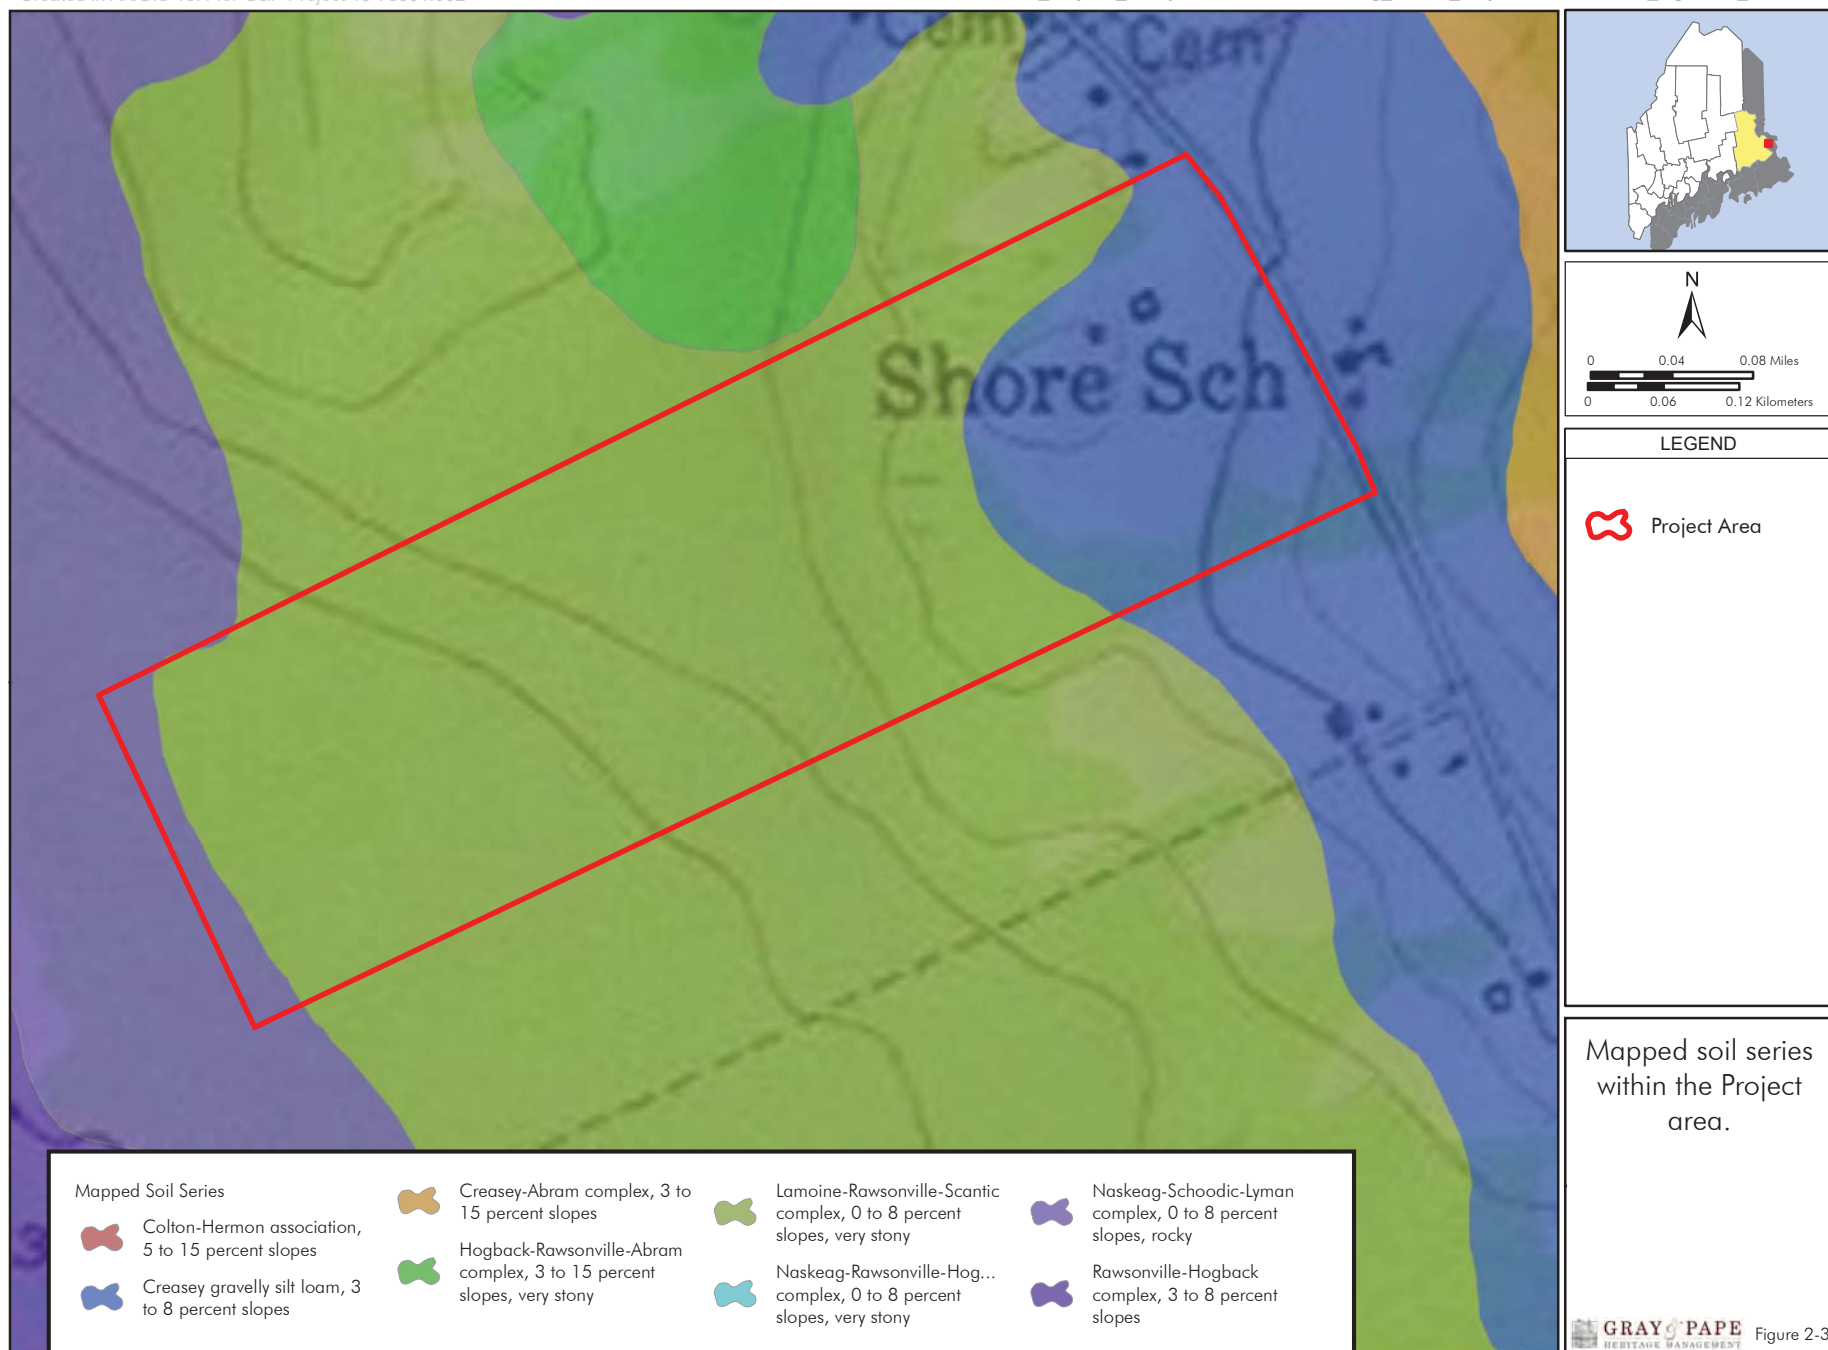 Cem
Cem
Shore Sch
N
0 0.04 0.08 Miles
0 0.06 0.12 Kilometers
LEGEND
Project Area
Mapped soil series
within the Project
area.
Mapped Soil Series
Colton-Hermon association,
5 to 15 percent slopes
Creasey gravelly silt loam, 3
to 8 percent slopes
Creasey-Abram complex, 3 to
15 percent slopes
Hogback-Rawsonville-Abram
complex, 3 to 15 percent
slopes, very stony
Lamoine-Rawsonville-Scantic
complex, 0 to 8 percent
slopes, very stony
Naskeag-Rawsonville-Hog...
complex, 0 to 8 percent
slopes, very stony
Naskeag-Schoodic-Lyman
complex, 0 to 8 percent
slopes, rocky
Rawsonville-Hogback
complex, 3 to 8 percent
slopes
GRAY & PAPE
HERITAGE MANAGEMENT
Figure 2-3